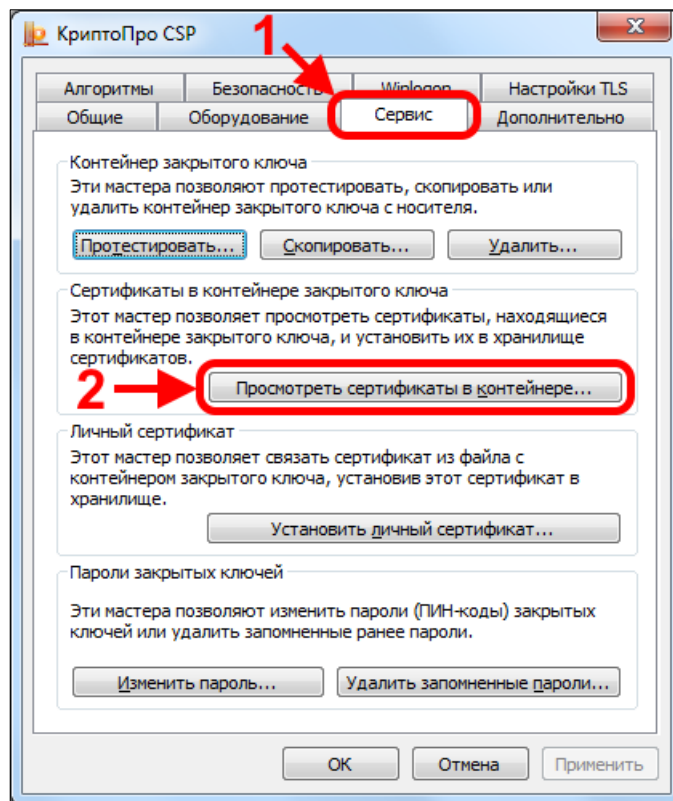 КриптоПро CSP
1
Алгоритмы Безопасность Winlogon Настройки TLS
Общие Оборудование Сервис Дополнительно
Контейнер закрытого ключа
Эти мастера позволяют протестировать, скопировать или
удалить контейнер закрытого ключа с носителя.
Протестировать... Скопировать... Удалить...
Сертификаты в контейнере закрытого ключа
Этот мастер позволяет просмотреть сертификаты, находящиеся
в контейнере закрытого ключа, и установить их в хранилище
сертификатов.
2
Просмотреть сертификаты в контейнере...
Личный сертификат
Этот мастер позволяет связать сертификат из файла с
контейнером закрытого ключа, установив этот сертификат в
хранилище.
Установить личный сертификат...
Пароли закрытых ключей
Эти мастера позволяют изменить пароли (ПИН-коды) закрытых
ключей или удалить запомненные ранее пароли.
Изменить пароль... Удалить запомненные пароли...
ОК Отмена Применить